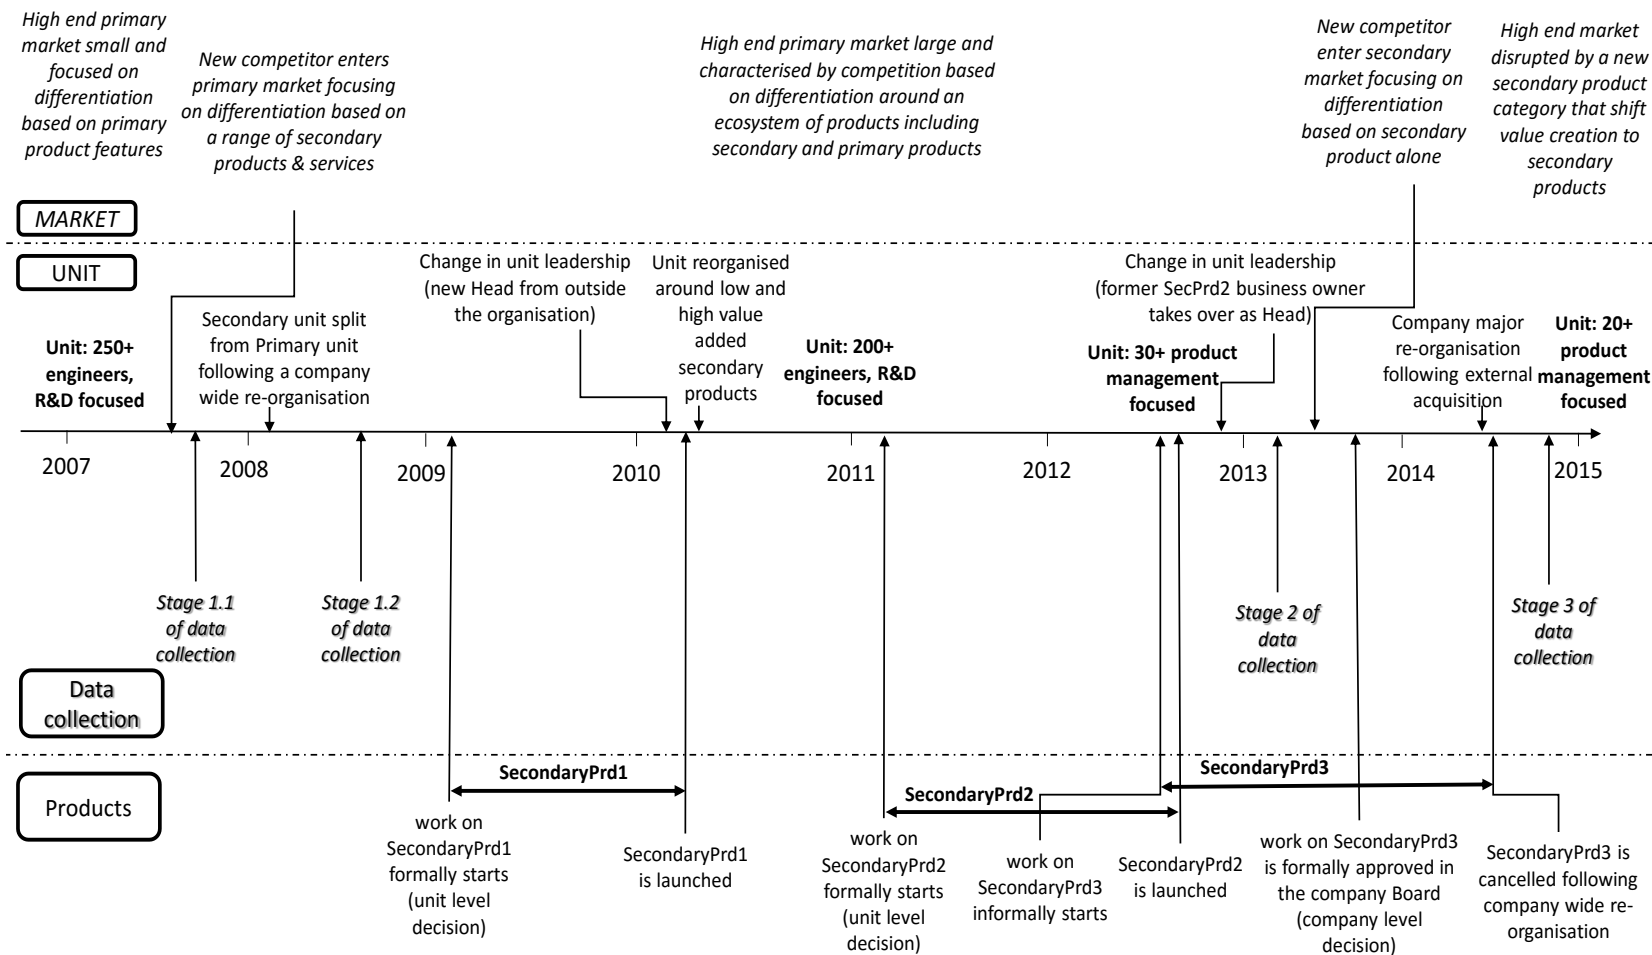 High end primary
market small and
focused on
differentiation
based on primary
product features
New competitor enters
primary market focusing
on differentiation based on
a range of secondary
products & services
High end primary market large and
characterised by competition based
on differentiation around an
ecosystem of products including
secondary and primary products
New competitor
enter secondary
market focusing on
differentiation
based on secondary
product alone
High end market
disrupted by a new
secondary product
category that shift
value creation to
secondary
products
MARKET
UNIT
Unit: 250+
engineers,
R&D focused
Secondary unit split
from Primary unit
following a company
wide re-organisation
Change in unit leadership
(new Head from outside
the organisation)
Unit reorganised
around low and
high value
added
secondary
products
Unit: 200+
engineers, R&D
focused
Unit: 30+ product
management
focused
Change in unit leadership
(former SecPrd2 business owner
takes over as Head)
Company major
re-organisation
following external
acquisition
Unit: 20+
product
management
focused
2007
2008
2009
2010
2011
2012
2013
2014
2015
Stage 1.1
of data
collection
Stage 1.2
of data
collection
Stage 2 of
data
collection
Stage 3 of
data
collection
Data
collection
Products
SecondaryPrd1
SecondaryPrd2
SecondaryPrd3
work on
SecondaryPrd1
formally starts
(unit level
decision)
SecondaryPrd1
is launched
work on
SecondaryPrd2
formally starts
(unit level
decision)
work on
SecondaryPrd3
informally starts
SecondaryPrd2
is launched
work on SecondaryPrd3
is formally approved in
the company Board
(company level
decision)
SecondaryPrd3 is
cancelled following
company wide re-
organisation